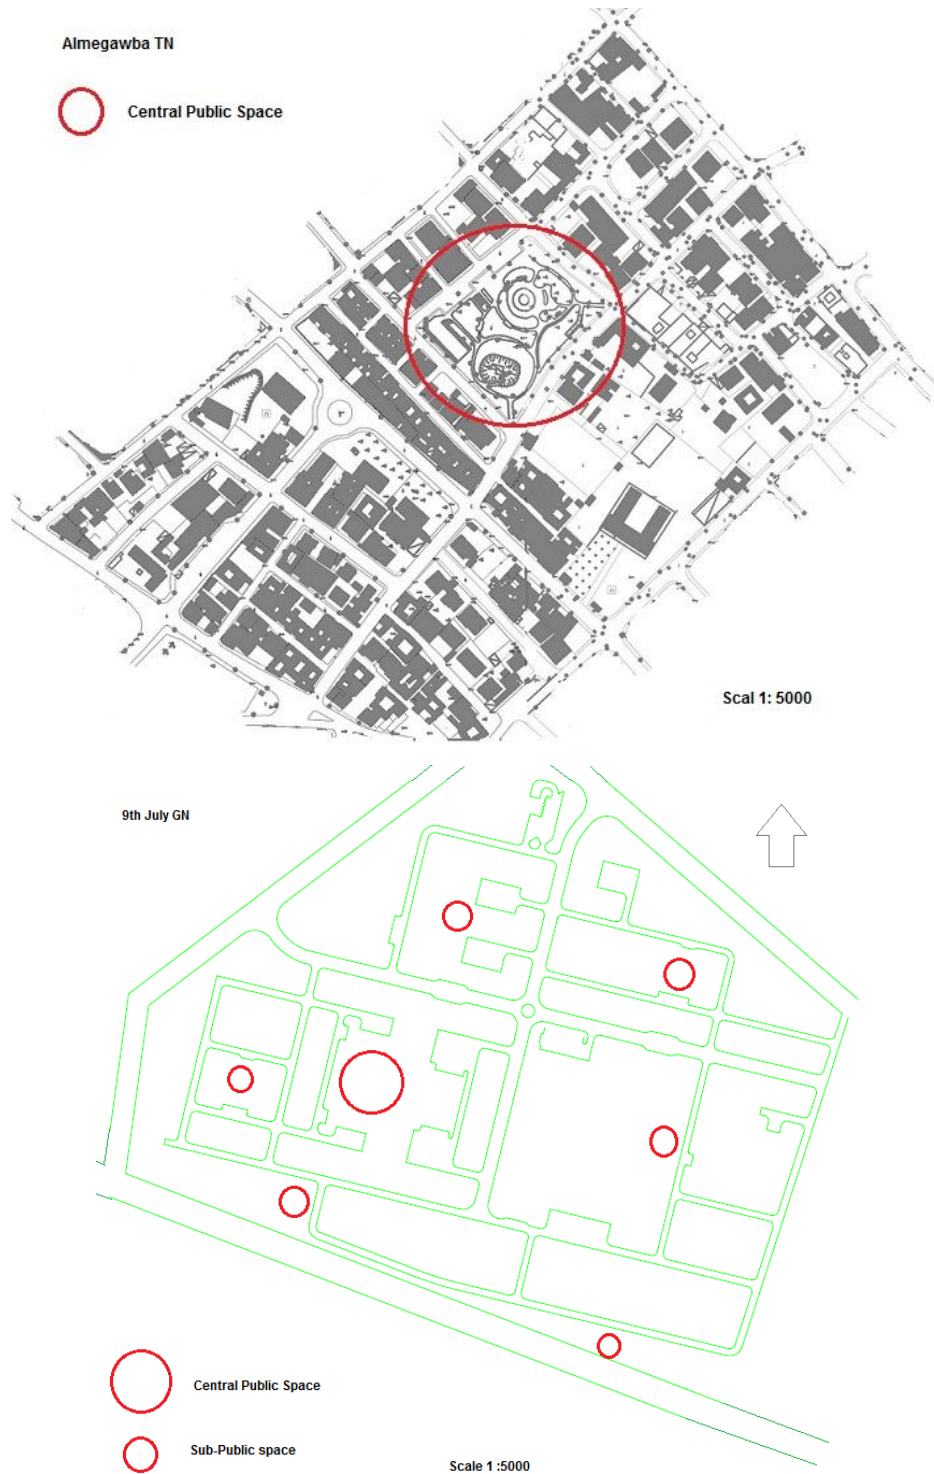 Almegawba TN
Central Public Space
Scal 1: 5000
9th July GN
Central Public Space
Sub-Public space
Scale 1 :5000